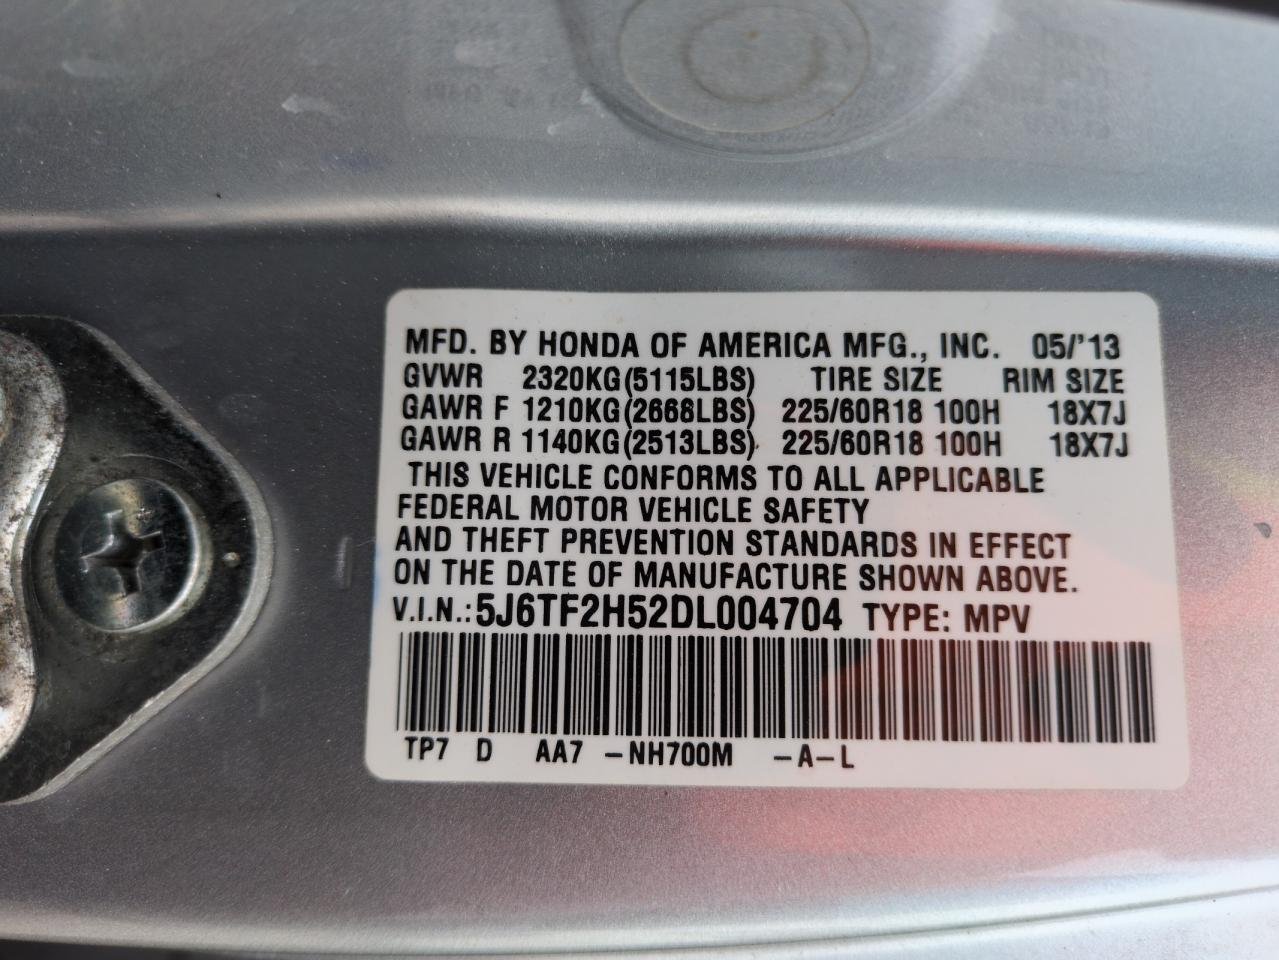 MFD. BY HONDA OF AMERICA MFG., INC. 05/'13
GVWR 2320KG(5115LBS) TIRE SIZE RIM SIZE
GAWR F 1210KG(2668LBS) 225/60R18 100H 18X7J
GAWR R 1140KG(2513LBS) 225/60R18 100H 18X7J
THIS VEHICLE CONFORMS TO ALL APPLICABLE
FEDERAL MOTOR VEHICLE SAFETY
AND THEFT PREVENTION STANDARDS IN EFFECT
ON THE DATE OF MANUFACTURE SHOWN ABOVE.
V.I.N.: 5J6TF2H52DL004704 TYPE: MPV
TP7 D AA7 -NH700M -A-L